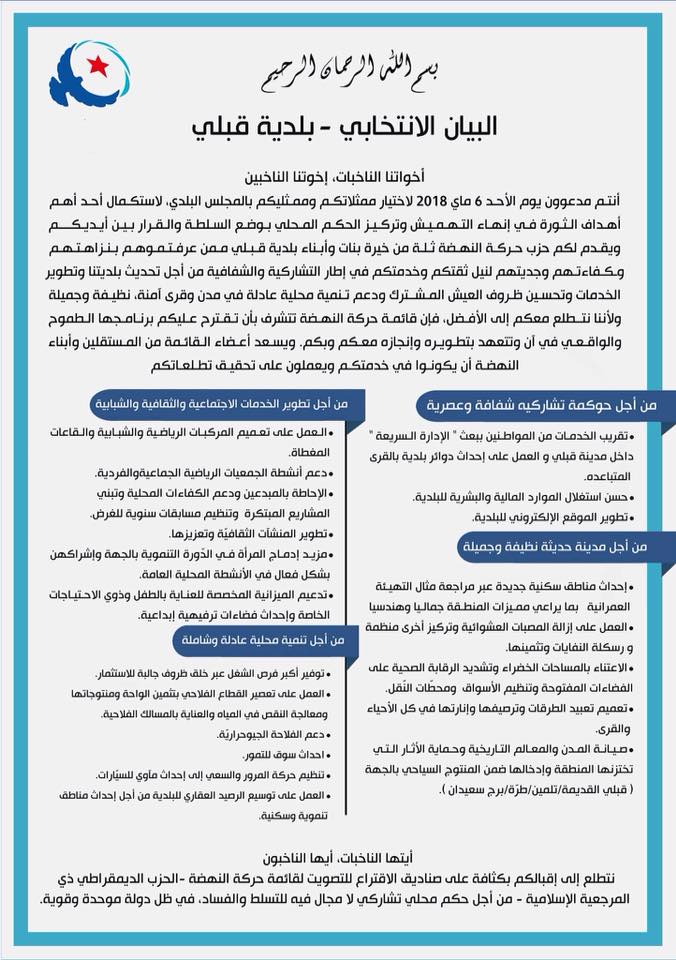 بسم الله الرحمان الرحيم
البيان الانتخابي - بلدية قبلي
أخواتنا الناخبات، إخوتنا الناخبين
أنتم مدعوون يوم الأحد 6 ماي 2018 لاختيار ممثلاتكم وممثليكم بالمجلس البلدي، لاستكمال أحد أهم
أهداف الثورة في إنهاء التهميش وتركيز الحكم المحلي بوضع السلطة والقرار بين أيديكم
ويقدم لكم حزب حركة النهضة ثلة من خيرة بنات وأبناء بلدية قبلي ممن عرفتموهم بنزاهتهم
وكفاءتهم وجديتهم لنيل ثقتكم وخدمتكم في إطار التشاركية والشفافية من أجل تحديث بلديتنا وتطوير
الخدمات وتحسين ظروف العيش المشترك ودعم تنمية محلية عادلة في مدن وقرى آمنة، نظيفة وجميلة
ولأننا نتطلع معكم إلى الأفضل، فإن قائمة حركة النهضة تتشرف بأن تقترح عليكم برنامجها الطموح
والواقعي في آن وتتعهد بتطويره وإنجازه معكم وبكم. ويسعد أعضاء القائمة من المستقلين وأبناء
النهضة أن يكونوا في خدمتكم ويعملون على تحقيق تطلعاتكم
من أجل حوكمة تشاركيه شفافة وعصرية
•تقريب الخدمات من المواطنين ببعث " الإدارة السريعة "
داخل مدينة قبلي و العمل على إحداث دوائر بلدية بالقرى
المتباعده.
•حسن استغلال الموارد المالية والبشرية للبلدية.
•تطوير الموقع الإلكتروني للبلدية.
من أجل مدينة حديثة نظيفة وجميلة
•إحداث مناطق سكنية جديدة عبر مراجعة مثال التهيئة
العمرانية بما يراعي مميزات المنطقة جماليا وهندسيا
•العمل على إزالة المصبات العشوائية وتركيز أخرى منظمة
و رسكلة النفايات وتثمينها.
•الاعتناء بالمساحات الخضراء وتشديد الرقابة الصحية على
الفضاءات المفتوحة وتنظيم الأسواق ومحطّات النّقل.
•تعميم تعبيد الطرقات وترصيفها وإنارتها في كل الأحياء
والقرى.
•صيانة المدن والمعالم التاريخية وحماية الأثار التي
تختزنها المنطقة وإدخالها ضمن المنتوج السياحي بالجهة
( قبلي القديمة/تلمين/طرّة/برج سعيدان ).
من أجل تطوير الخدمات الاجتماعية والثقافية والشبابية
•العمل على تعميم المركبات الرياضية والشبابية والقاعات
المغطاة.
•دعم أنشطة الجمعيات الرياضية الجماعيةوالفردية.
•الإحاطة بالمبدعين ودعم الكفاءات المحلية وتبني
المشاريع المبتكرة وتنظيم مسابقات سنوية للغرض.
•تطوير المنشآت الثقافيّة وتعزيزها.
•مزيد إدماج المرأة في الدّورة التنموية بالجهة وإشراكهن
بشكل فعال في الأنشطة المحلية العامة.
•تدعيم الميزانية المخصصة للعناية بالطفل وذوي الاحتياجات
الخاصة وإحداث فضاءات ترفيهية إبداعية.
من أجل تنمية محلية عادلة وشاملة
•توفير أكبر فرص الشغل عبر خلق ظروف جالبة للاستثمار.
•العمل على تعصير القطاع الفلاحي بتثمين الواحة ومنتوجاتها
ومعالجة النقص في المياه والعناية بالمسالك الفلاحية.
•دعم الفلاحة الجيوحراريّة.
•احداث سوق للتمور.
•تنظيم حركة المرور والسعي إلى إحداث مآوي للسيّارات.
•العمل على توسيع الرصيد العقاري للبلدية من أجل إحداث مناطق
تنموية وسكنية.
أيتها الناخبات، أيها الناخبون
نتطلع إلى إقبالكم بكثافة على صناديق الاقتراع للتصويت لقائمة حركة النهضة -الحزب الديمقراطي ذي
المرجعية الإسلامية - من أجل حكم محلي تشاركي لا مجال فيه للتسلط والفساد، في ظل دولة موحدة وقوية.